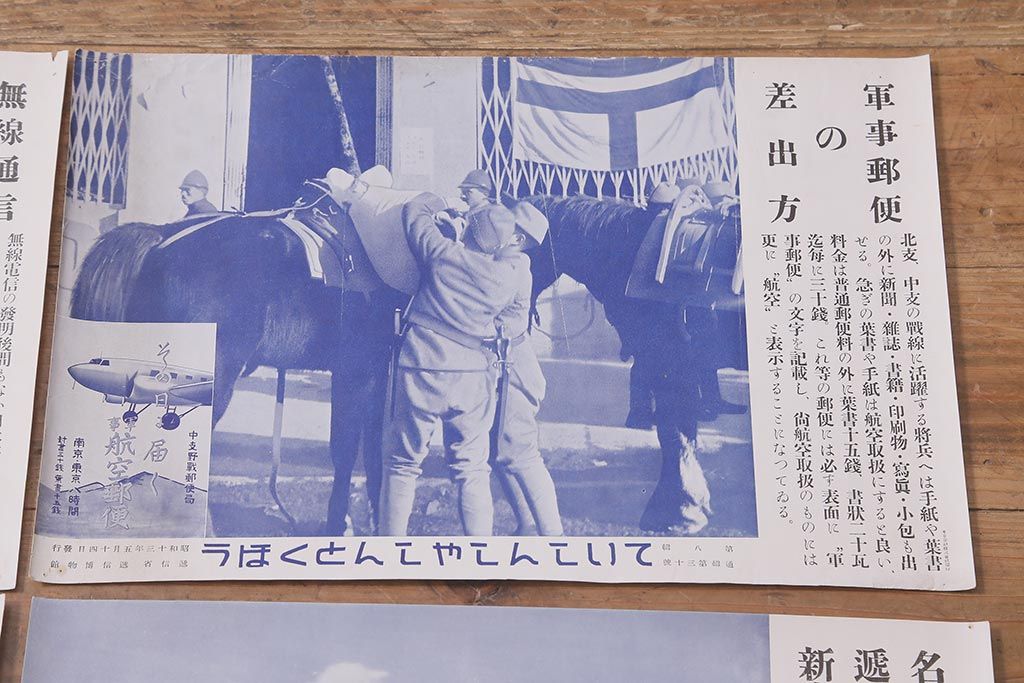 軍事郵便
の
差出方
北支、中支の戰線に活躍する將兵へは手紙や葉書
の外に新聞・雜誌・書籍・印刷物・寫眞・小包も出
せる。急ぎの葉書や手紙は航空取扱にすると良い、
料金は普通郵便料の外に葉書十五錢、書狀二十瓦
迄每に三十錢。これ等の郵便には必ず表面に〝軍
事郵便〟の文字を記載し、尙航空取扱のものには
更に〝航空〟と表示することになつてゐる。
その日に届く
軍事航空郵便
中支野戰郵便局
南京東京八時間
封書三十錢 葉書十五錢
第八輯
通輯第三十號
うほくとんやしんこいて
昭和十三年五月十四日發行
遞信省遞信博物館
無線通信
無線電信の發明後間もな
名
遞
新